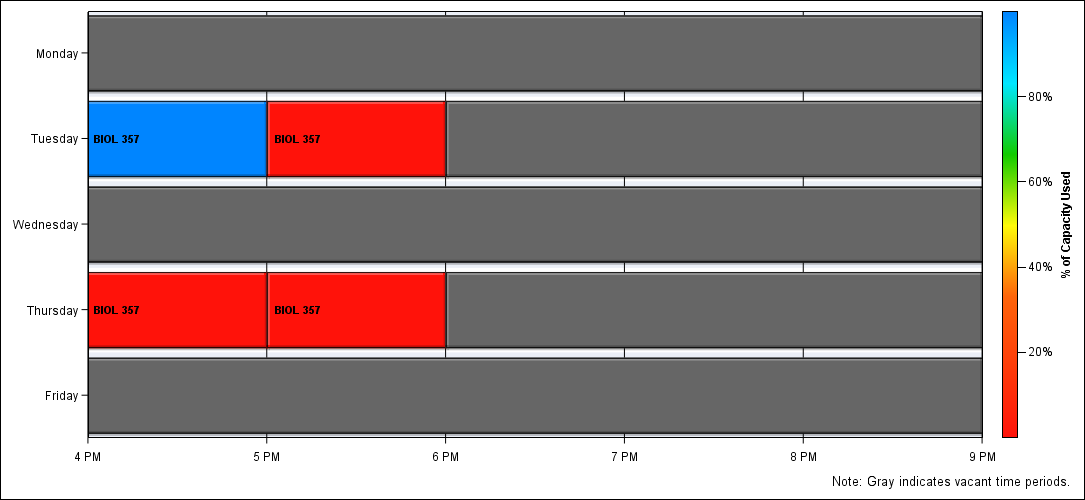 Monday
Tuesday
BIOL 357
BIOL 357
Wednesday
Thursday
BIOL 357
BIOL 357
Friday
4 PM
5 PM
6 PM
7 PM
8 PM
9 PM
80%
60%
40%
20%
% of Capacity Used
Note: Gray indicates vacant time periods.